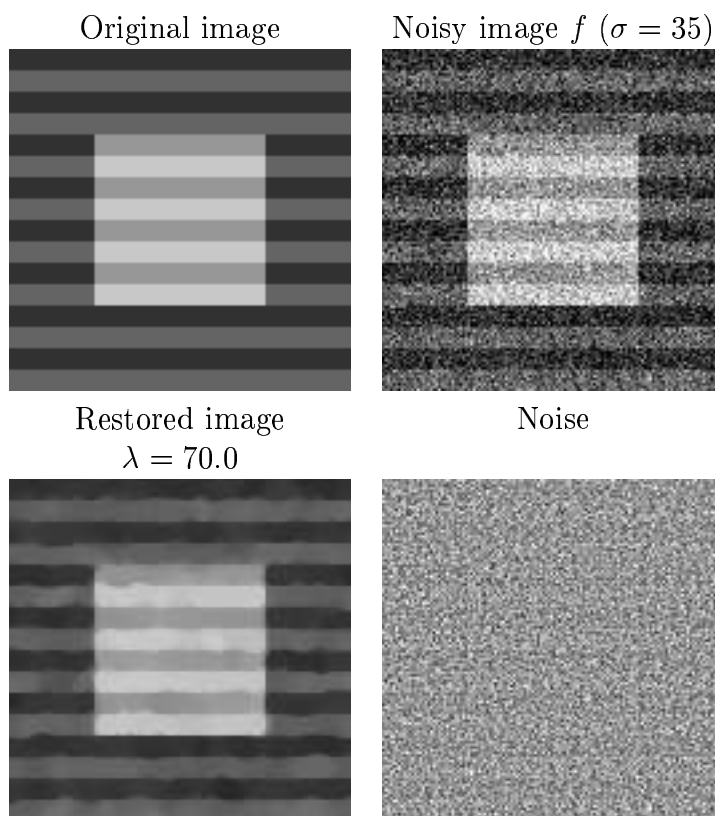 Original image
Noisy image f (σ = 35)
Restored image
λ = 70.0
Noise